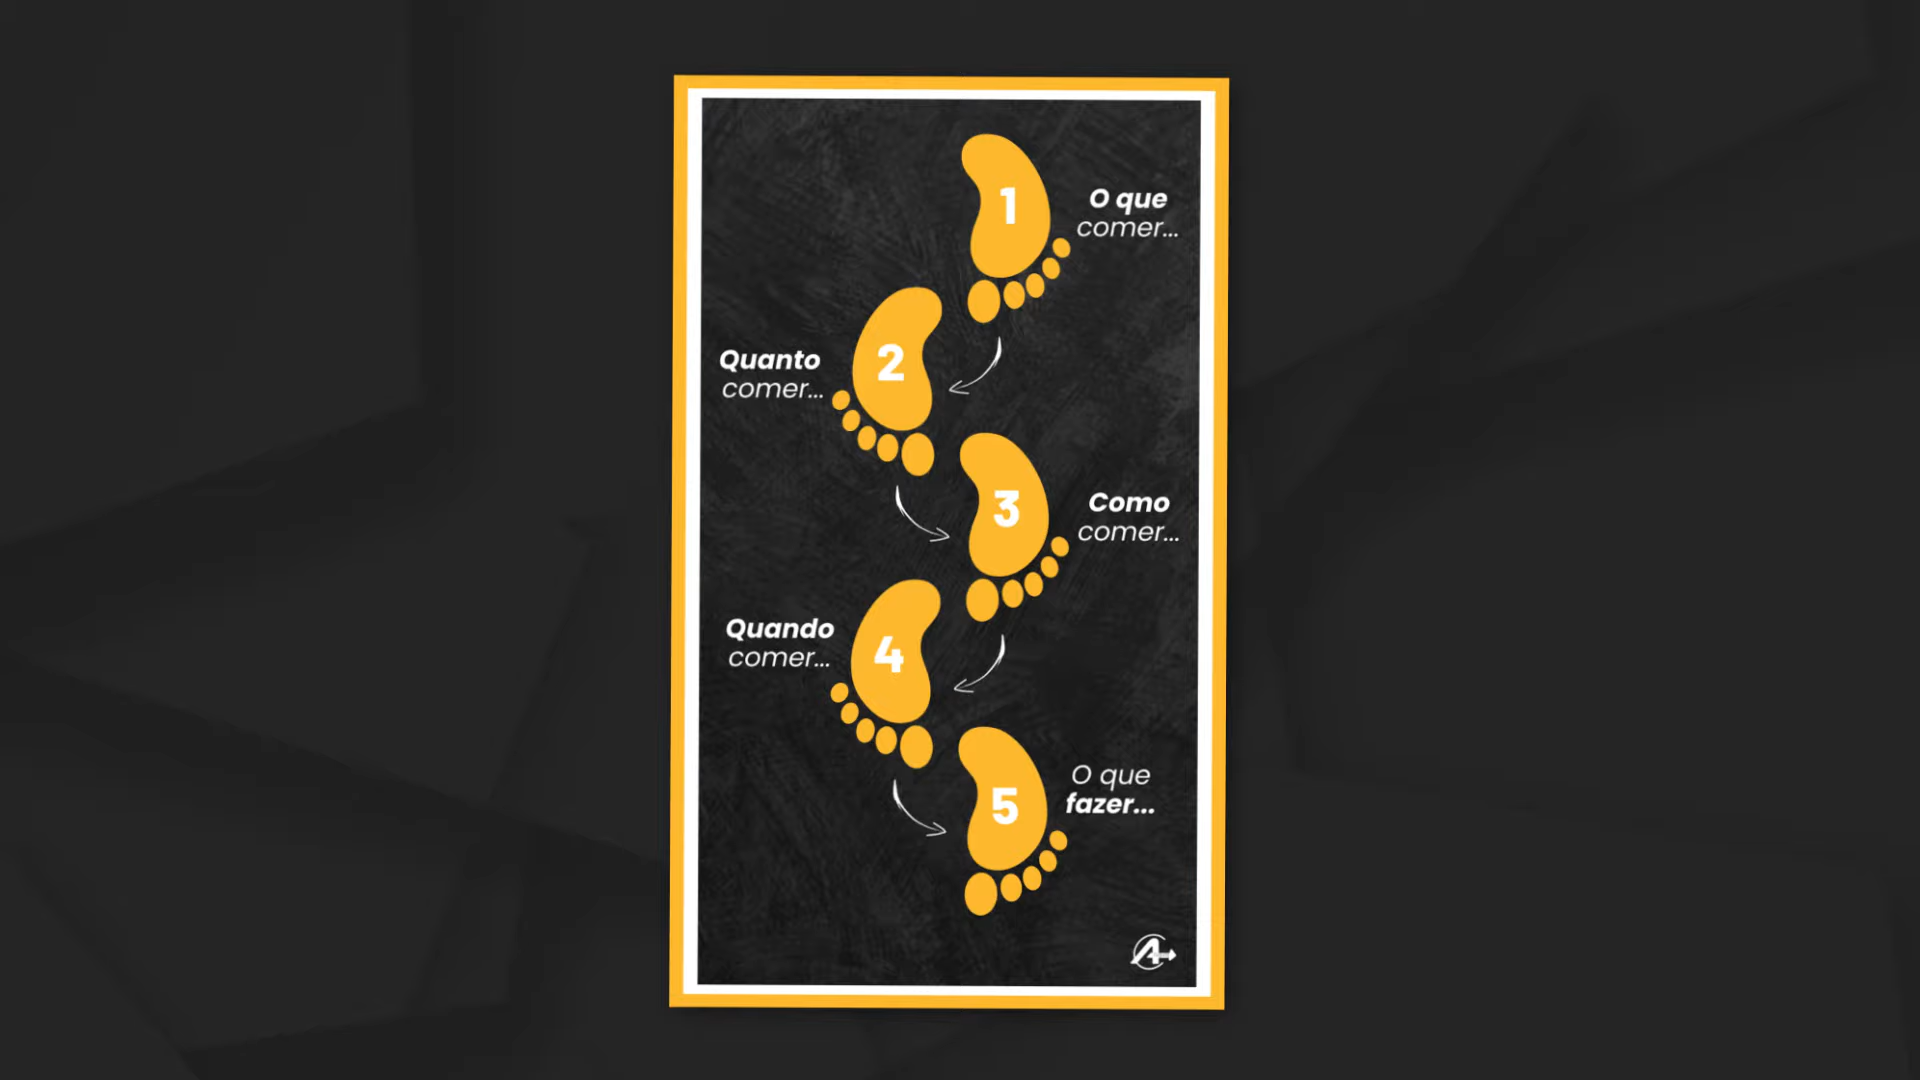 1
O que
comer...
2
Quanto
comer...
3
Como
comer...
4
Quando
comer...
5
O que
fazer...
A